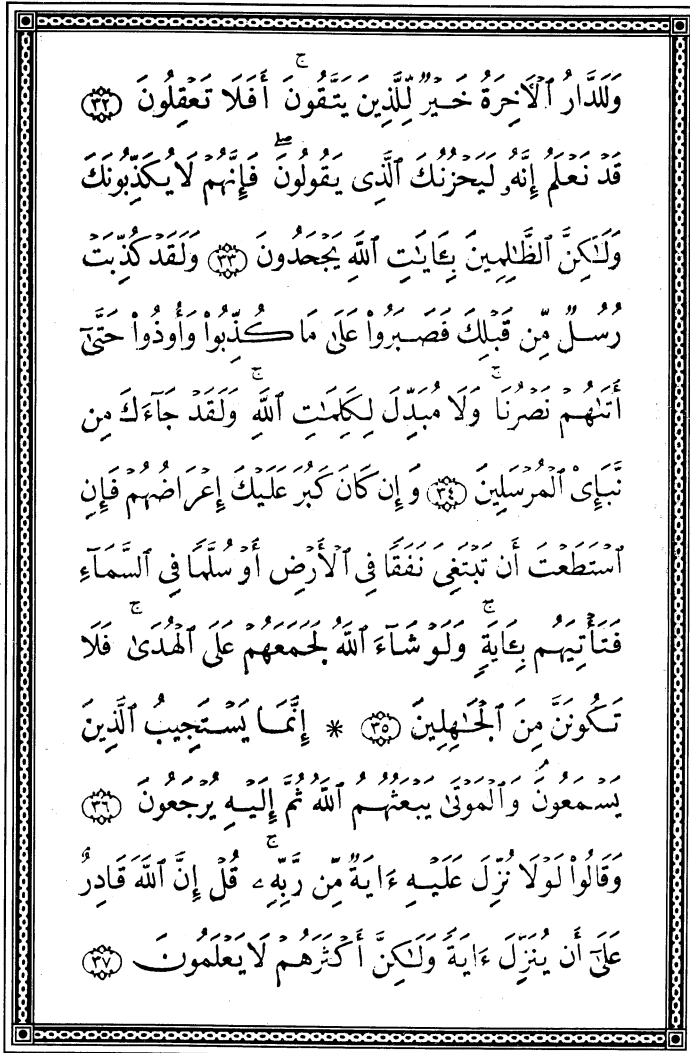 وَلَلدَّارُ ٱلْأَخِرَةُ خَيْرٌ لِّلَّذِينَ يَتَّقُونَۚ أَفَلَا تَعْقِلُونَ ٣٢
قَدْ نَعْلَمُ إِنَّهُۥ لَيَحْزُنُكَ ٱلَّذِى يَقُولُونَۖ فَإِنَّهُمْ لَا يُكَذِّبُونَكَ
وَلَٰكِنَّ ٱلظَّٰلِمِينَ بِـَٔايَٰتِ ٱللَّهِ يَجْحَدُونَ ٣٣ وَلَقَدْ كُذِّبَتْ
رُسُلٌ مِّن قَبْلِكَ فَصَبَرُوا۟ عَلَىٰ مَا كُذِّبُوا۟ وَأُوذُوا۟ حَتَّىٰٓ
أَتَىٰهُمْ نَصْرُنَاۚ وَلَا مُبَدِّلَ لِكَلِمَٰتِ ٱللَّهِۚ وَلَقَدْ جَآءَكَ مِن
نَّبَإِى۟ ٱلْمُرْسَلِينَ ٣٤ وَإِن كَانَ كَبُرَ عَلَيْكَ إِعْرَاضُهُمْ فَإِنِ
ٱسْتَطَعْتَ أَن تَبْتَغِىَ نَفَقًا فِى ٱلْأَرْضِ أَوْ سُلَّمًا فِى ٱلسَّمَآءِ
فَتَأْتِيَهُم بِـَٔايَةٍۚ وَلَوْ شَآءَ ٱللَّهُ لَجَمَعَهُمْ عَلَى ٱلْهُدَىٰۚ فَلَا
تَكُونَنَّ مِنَ ٱلْجَٰهِلِينَ ٣٥ * إِنَّمَا يَسْتَجِيبُ ٱلَّذِينَ
يَسْمَعُونَۘ وَٱلْمَوْتَىٰ يَبْعَثُهُمُ ٱللَّهُ ثُمَّ إِلَيْهِ يُرْجَعُونَ ٣٦
وَقَالُوا۟ لَوْلَا نُزِّلَ عَلَيْهِ ءَايَةٌ مِّن رَّبِّهِۦۚ قُلْ إِنَّ ٱللَّهَ قَادِرٌ
عَلَىٰٓ أَن يُنَزِّلَ ءَايَةً وَلَٰكِنَّ أَكْثَرَهُمْ لَا يَعْلَمُونَ ٣٧